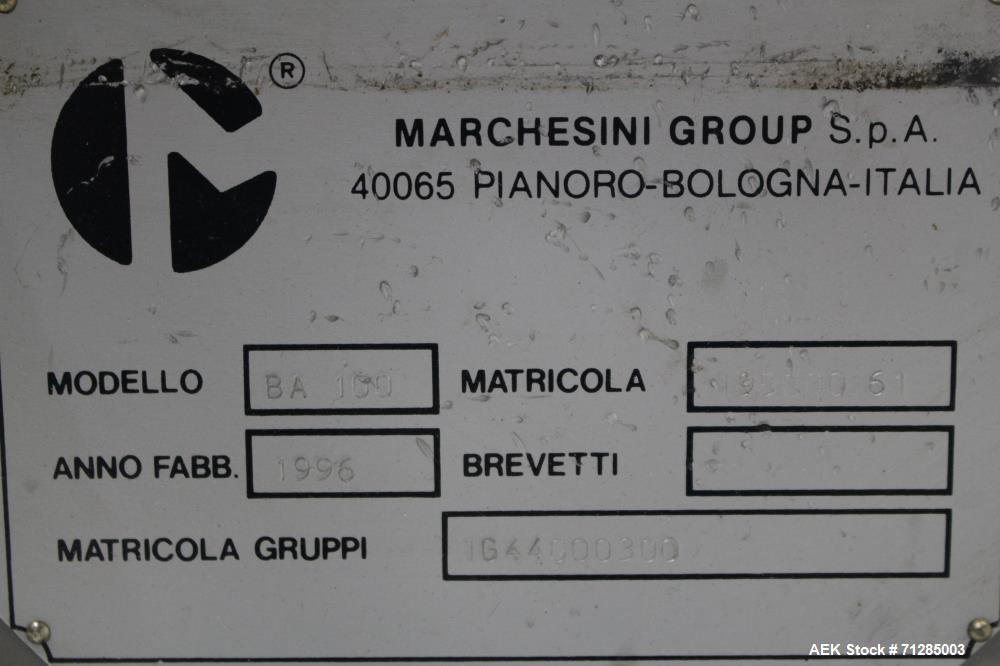 ®
MARCHESINI GROUP S.p.A.
40065 PIANORO-BOLOGNA-ITALIA
MODELLO BA 100 MATRICOLA
ANNO FABB. 1996 BREVETTI
MATRICOLA GRUPPI
AEK Stock # 71285003